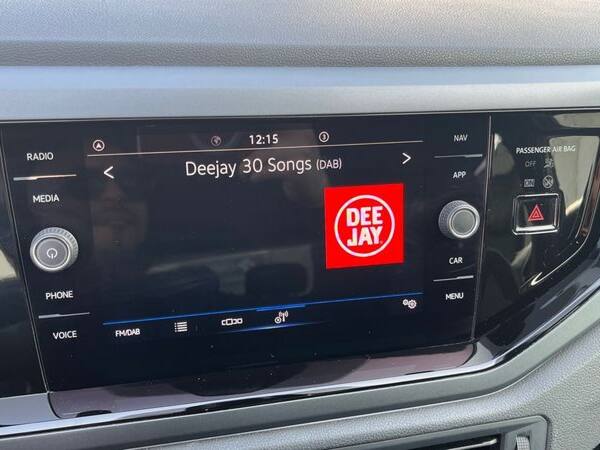 RADIO
MEDIA
PHONE
VOICE
12:15
3
Deejay 30 Songs (DAB)
DEE
JAY
FM/DAB
NAV
APP
CAR
MENU
PASSENGER AIR BAG
OFF